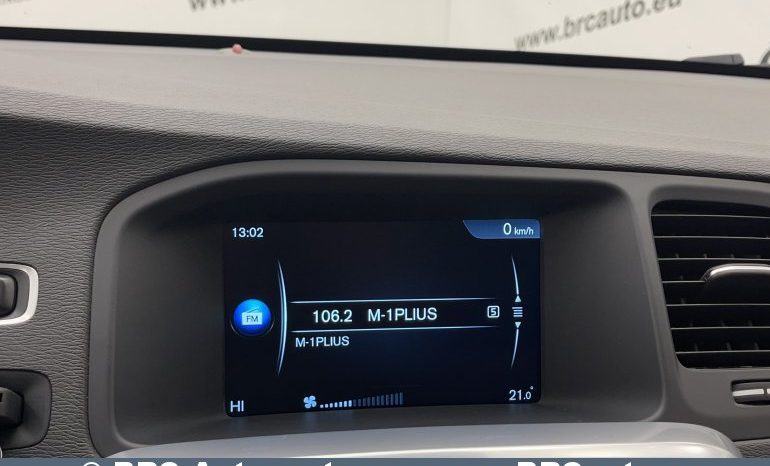 www.brcauto.eu
13:02
0 km/h
FM
106.2 M-1PLIUS 5
M-1PLIUS
HI
21.0°